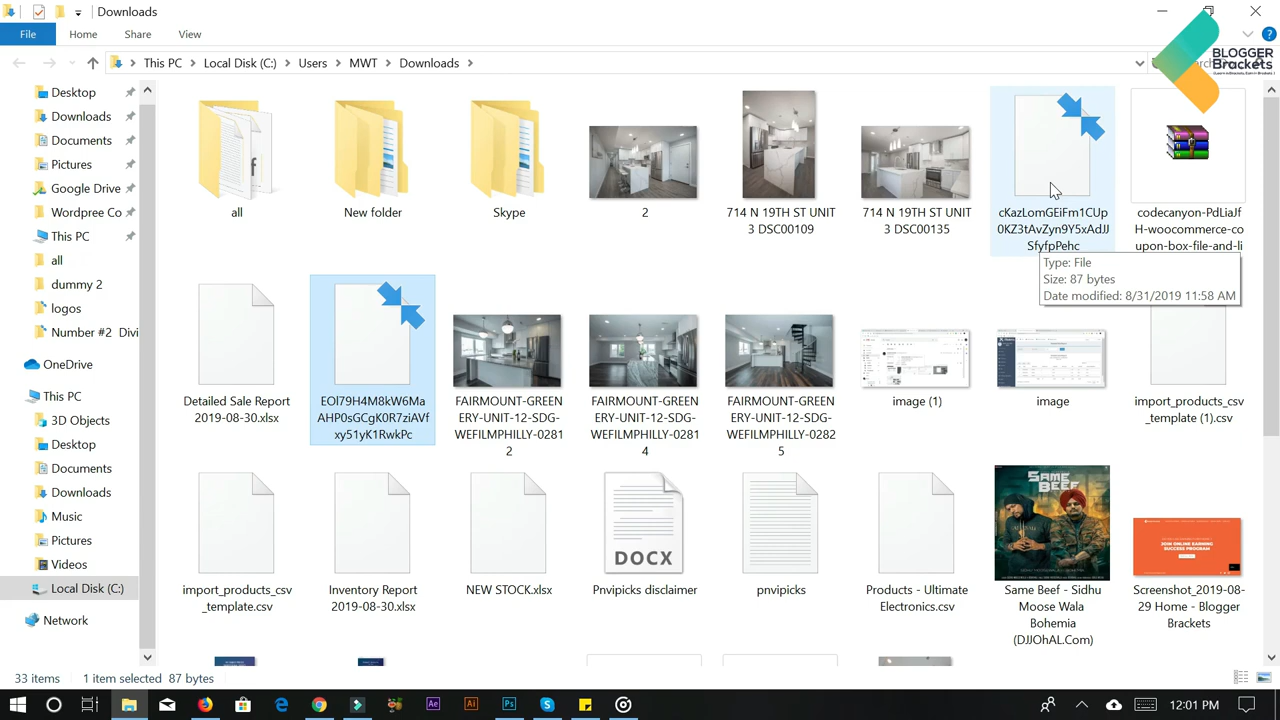 Downloads
File
Home
Share
View
This PC
Local Disk (C:)
Users
MWT
Downloads
BLOGGER
Brackets
Desktop
Downloads
Documents
Pictures
Google Drive
Wordpree Co
This PC
all
dummy 2
logos
Number #2 Divi
OneDrive
This PC
3D Objects
Desktop
Documents
Downloads
Music
Pictures
Videos
Local Disk (C:)
Network
all
New folder
Skype
2
714 N 19TH ST UNIT
3 DSC00109
714 N 19TH ST UNIT
3 DSC00135
cKazLomGEiFm1CUp
0KZ3tAvZyn9Y5xAdJJ
SfyfpPehc
codecanyon-PdLiaJf
H-woocommerce-co
upon-box-file-and-li
Type: File
Size: 87 bytes
Date modified: 8/31/2019 11:58 AM
Detailed Sale Report
2019-08-30.xlsx
EOl79H4M8kW6Ma
AHP0sGCgK0R7ziAVf
xy51yK1RwkPc
FAIRMOUNT-GREEN
ERY-UNIT-12-SDG-
WEFILMPHILLY-0281
2
FAIRMOUNT-GREEN
ERY-UNIT-12-SDG-
WEFILMPHILLY-0281
4
FAIRMOUNT-GREEN
ERY-UNIT-12-SDG-
WEFILMPHILLY-0282
5
image (1)
image
import_products_csv
_template (1).csv
import_products_csv
_template.csv
Inventory Report
2019-08-30.xlsx
NEW STOCK.xlsx
DOCX
Pnvipicks disclaimer
pnvipicks
Products - Ultimate
Electronics.csv
SAME
BEEF
Same Beef - Sidhu
Moose Wala
Bohemia
(DJJOhAL.Com)
JOIN ONLINE EARNING
SUCCESS PROGRAM
Screenshot_2019-08-
29 Home - Blogger
Brackets
33 items
1 item selected 87 bytes
Ae
Ai
Ps
12:01 PM